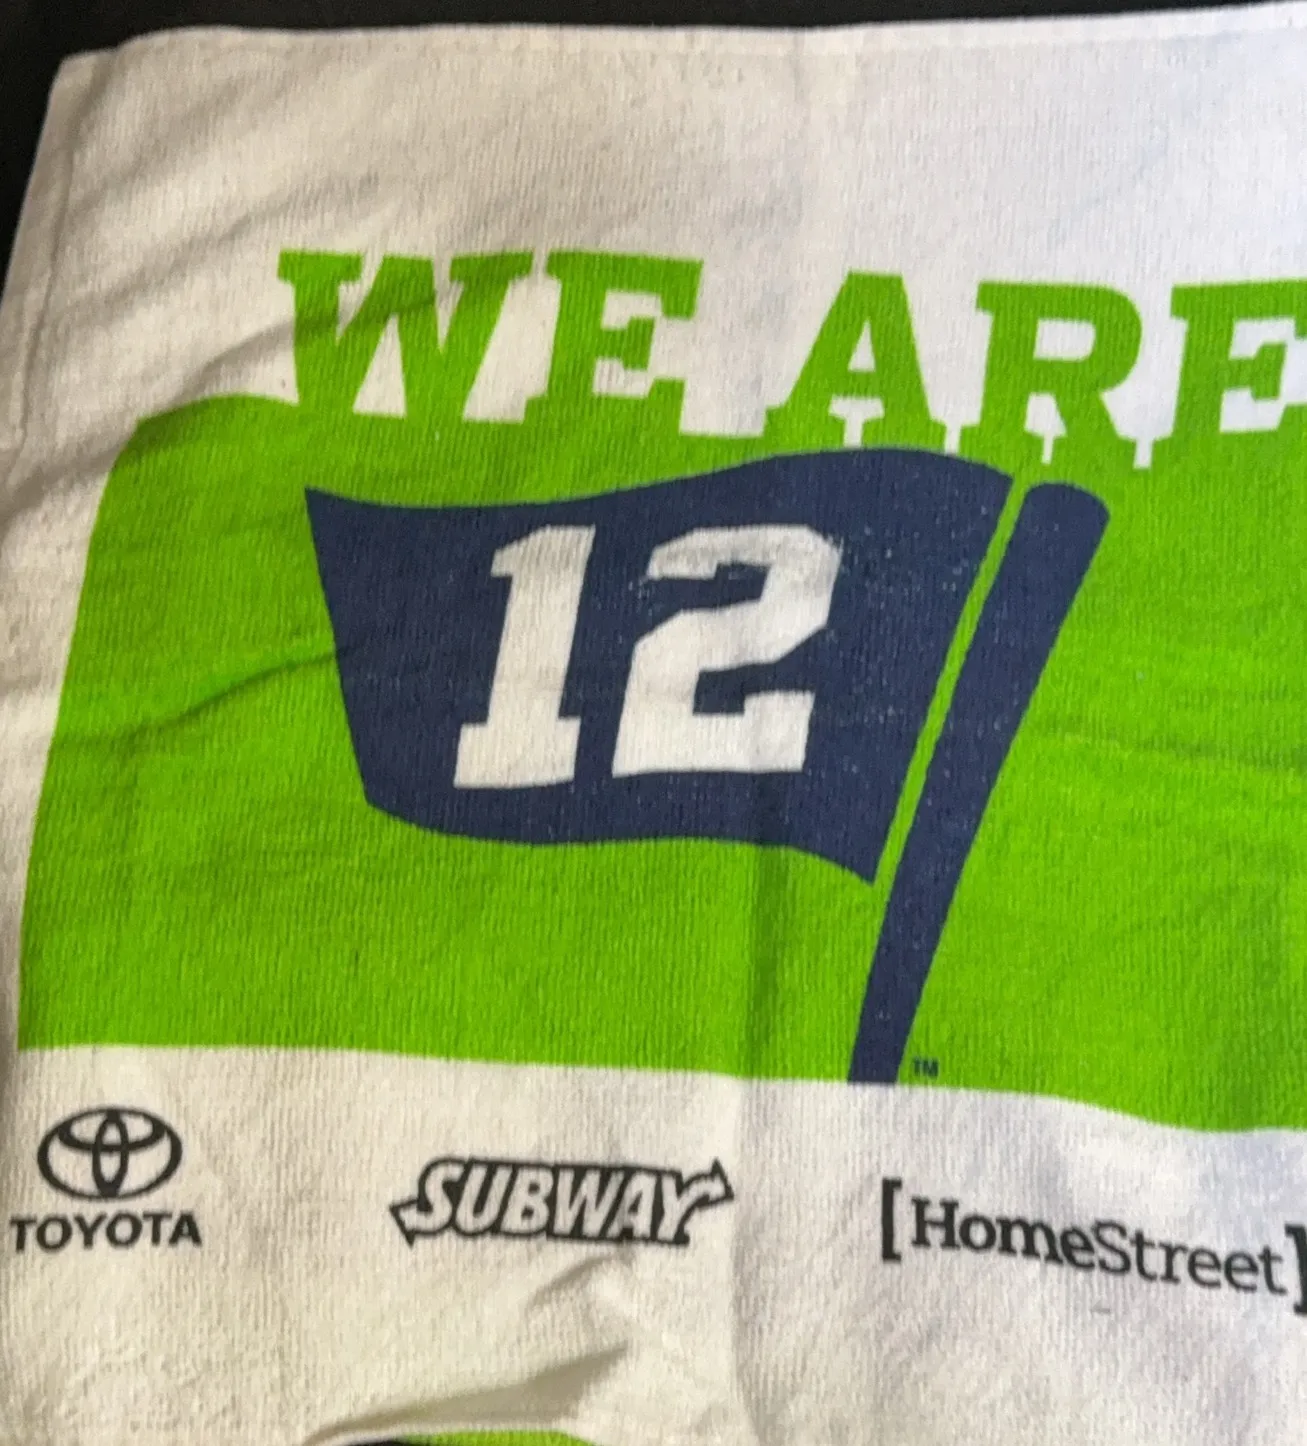 WE ARE
12
TM
TOYOTA
SUBWAY
[HomeStreet]